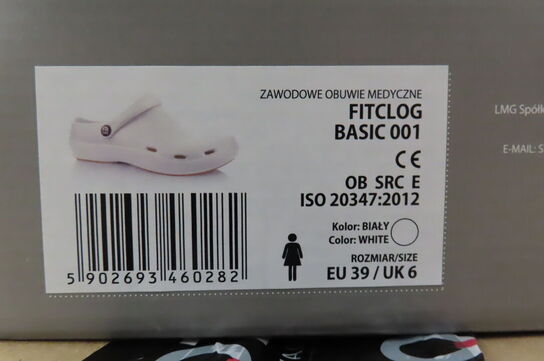 ZAWODOWE OBUWIE MEDYCZNE
FITCLOG
BASIC 001
CE
OB SRC E
ISO 20347:2012
Kolor: BIAŁY
Color: WHITE
ROZMIAR/SIZE
EU 39 / UK 6
5 902693 460282
LMG Spółk
E-MAIL: S